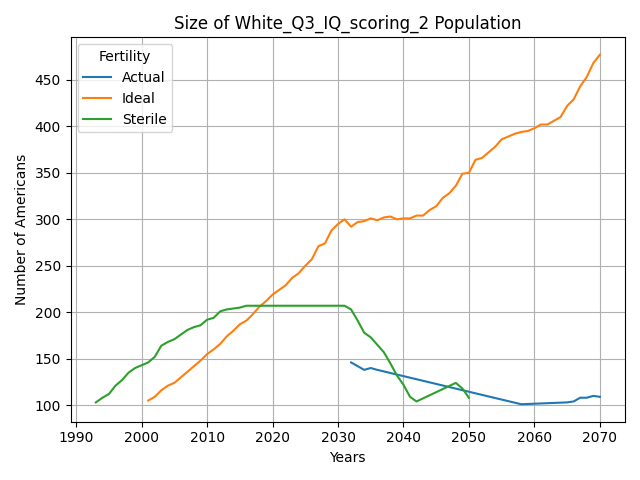 Size of White_Q3_IQ_scoring_2 Population
Fertility
Actual
Ideal
Sterile
Number of Americans
450
400
350
300
250
200
150
100
1990 2000 2010 2020 2030 2040 2050 2060 2070
Years